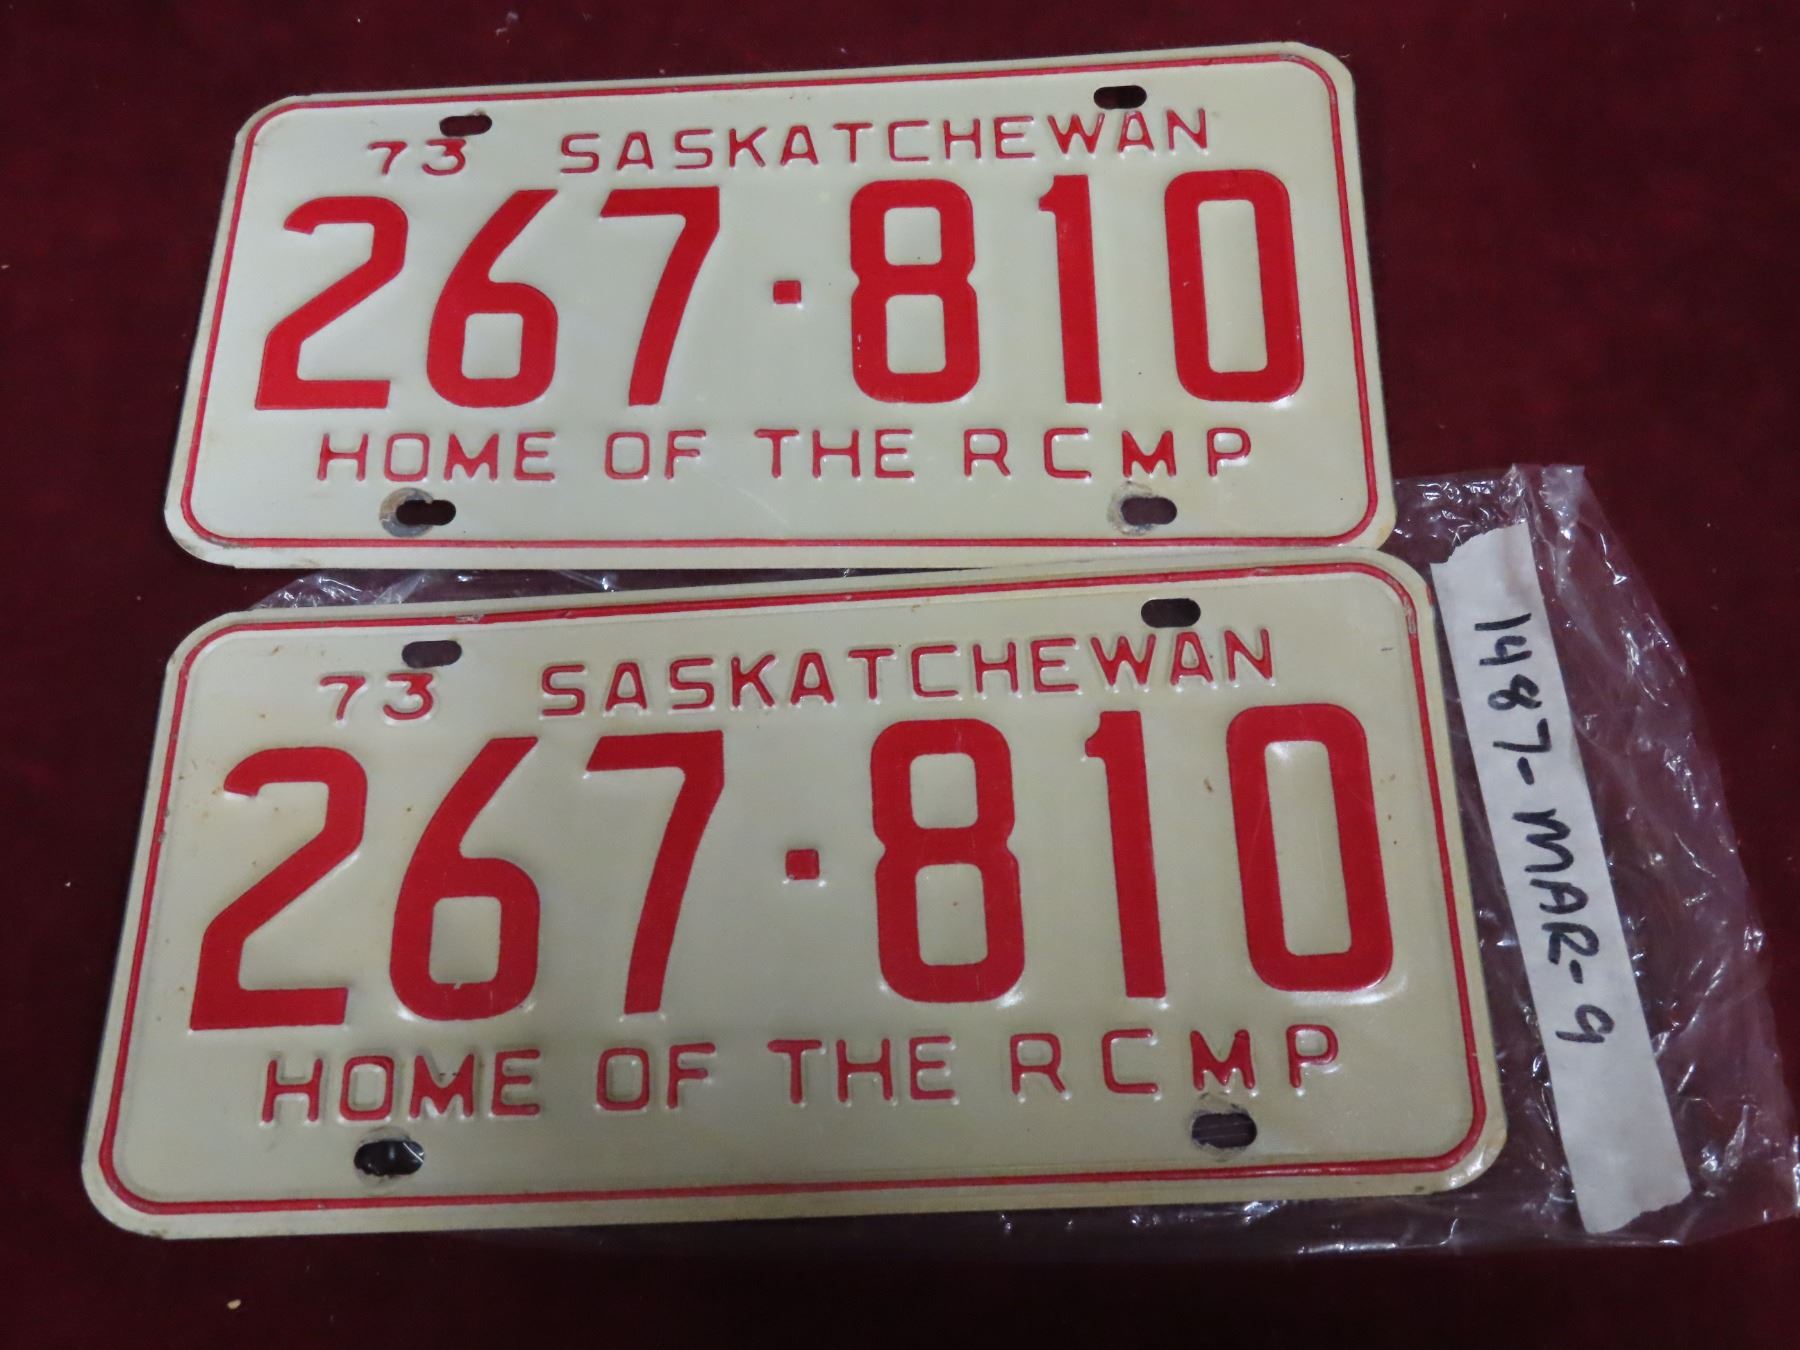 73 SASKATCHEWAN
267·810
HOME OF THE RCMP
73 SASKATCHEWAN
267·810
HOME OF THE RCMP
1487-MAR-9